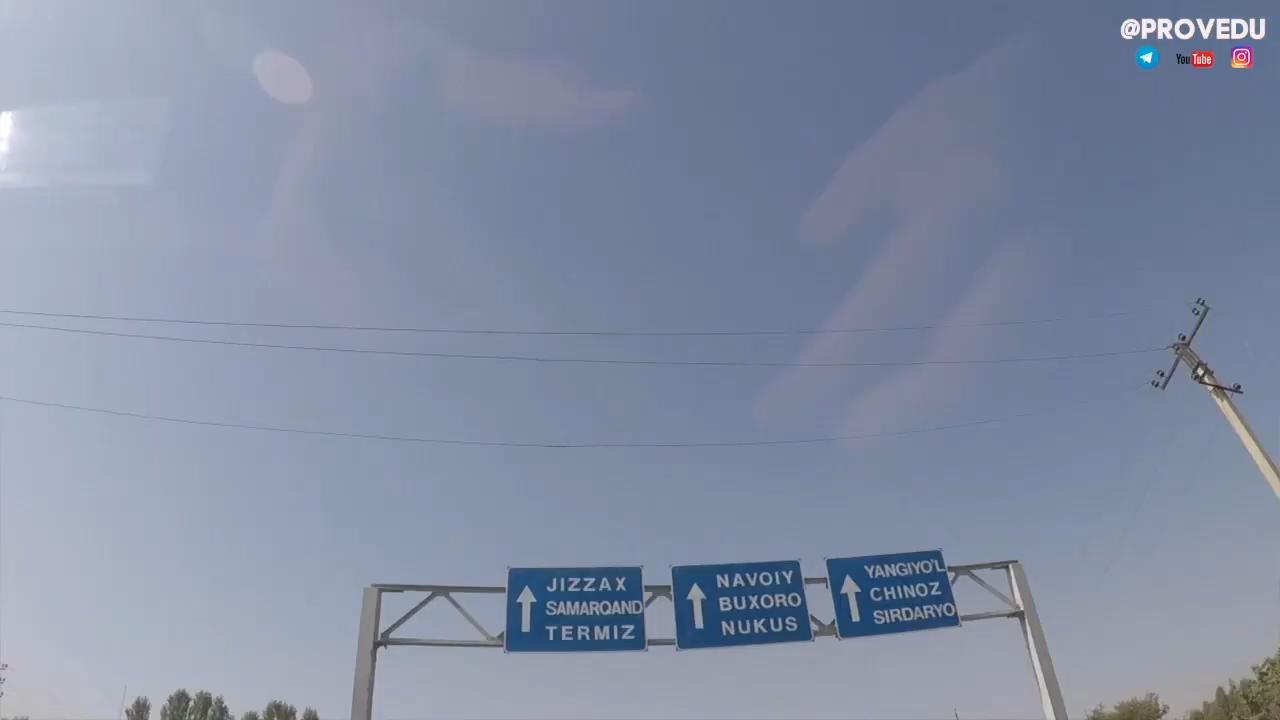 @PROVEDU
YouTube
JIZZAX
SAMARQAND
TERMIZ
NAVOIY
BUXORO
NUKUS
YANGIYO'L
CHINOZ
SIRDARYO